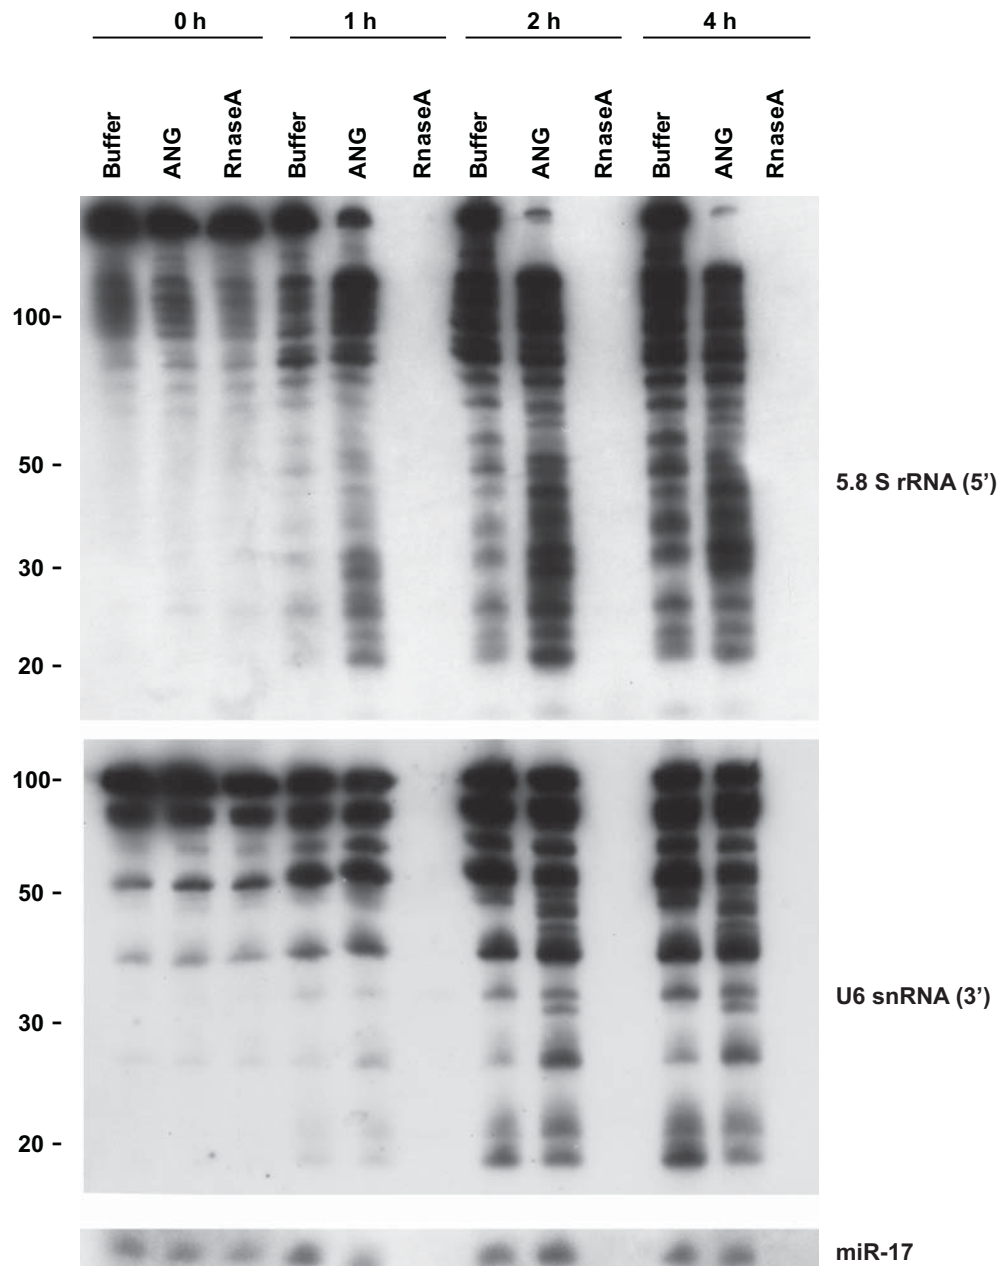 0 h 1 h 2 h 4 h
Buffer ANG RnaseA Buffer ANG RnaseA Buffer ANG RnaseA Buffer ANG RnaseA
100-
50 -
5.8 S rRNA (5’)
30 -
20 -
100-
50 -
U6 snRNA (3’)
30 -
20 -
miR-17